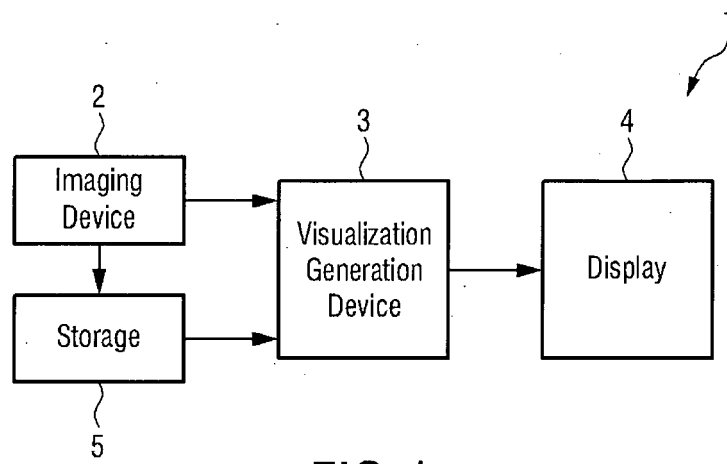 2
3
4
Imaging
Device
Visualization
Generation
Device
Display
Storage
5